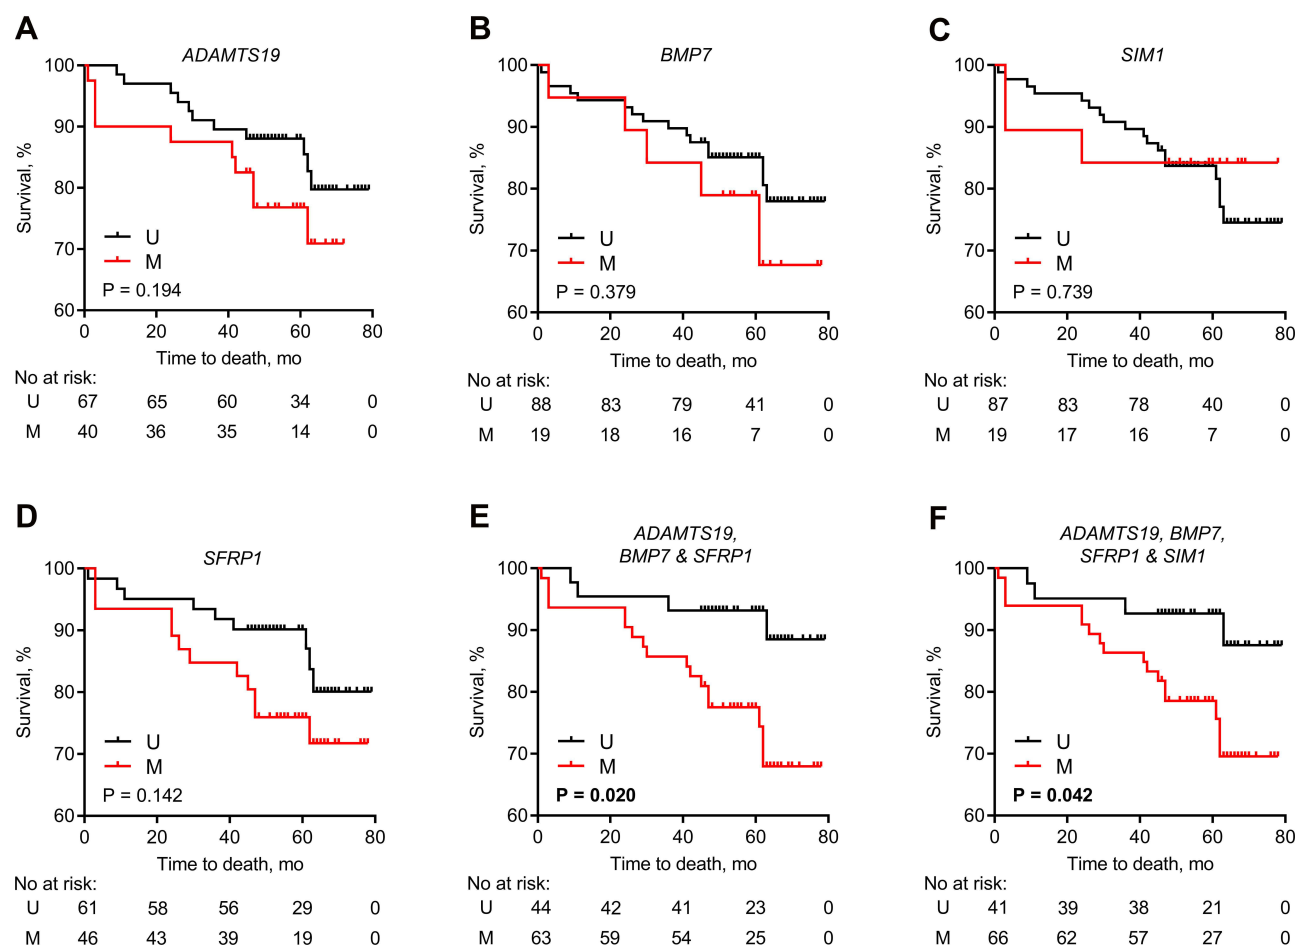 A
ADAMTS19
100
90
80
70
60
Survival, %
U
M
P = 0.194
0 20 40 60 80
Time to death, mo
No at risk:
U 67 65 60 34 0
M 40 36 35 14 0
B
BMP7
100
90
80
70
60
Survival, %
U
M
P = 0.379
0 20 40 60 80
Time to death, mo
No at risk:
U 88 83 79 41 0
M 19 18 16 7 0
C
SIM1
100
90
80
70
60
Survival, %
U
M
P = 0.739
0 20 40 60 80
Time to death, mo
No at risk:
U 87 83 78 40 0
M 19 17 16 7 0
D
SFRP1
100
90
80
70
60
Survival, %
U
M
P = 0.142
0 20 40 60 80
Time to death, mo
No at risk:
U 61 58 56 29 0
M 46 43 39 19 0
E
ADAMTS19,
BMP7 & SFRP1
100
90
80
70
60
Survival, %
U
M
P = 0.020
0 20 40 60 80
Time to death, mo
No at risk:
U 44 42 41 23 0
M 63 59 54 25 0
F
ADAMTS19, BMP7,
SFRP1 & SIM1
100
90
80
70
60
Survival, %
U
M
P = 0.042
0 20 40 60 80
Time to death, mo
No at risk:
U 41 39 38 21 0
M 66 62 57 27 0